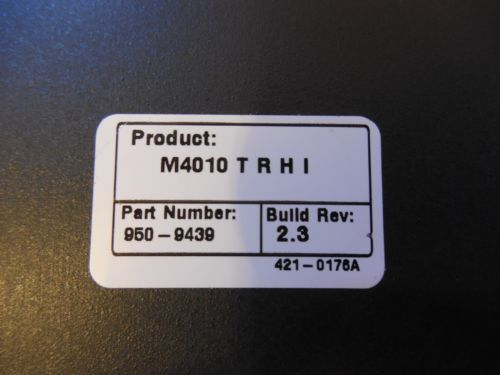 Product:
M4010 T R H I
Part Number:
950-9439
Build Rev:
2.3
421-0176A